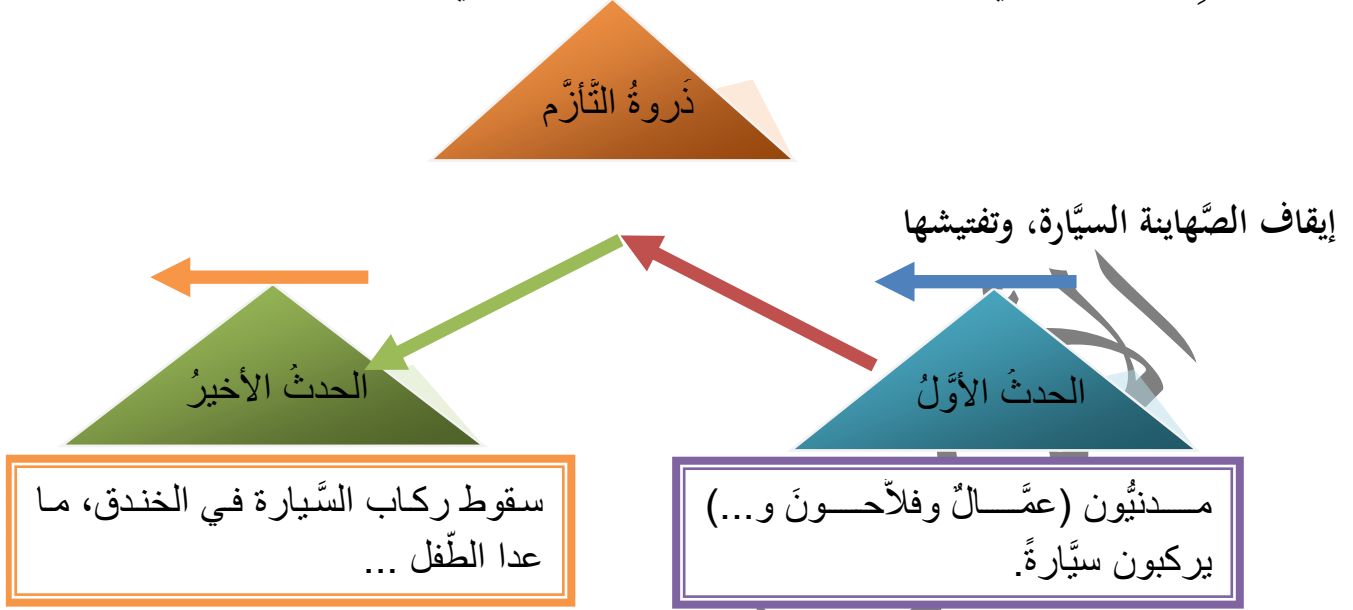 ذَروةُ التَّأزَّم
إيقاف الصَّهاينة السيَّارة، وتفتيشها
الحدثُ الأوَّلُ
الحدثُ الأخيرُ
مدنيُّون (عمَّالٌ وفلاّحونَ و...)
يركبون سيَّارةً.
سقوط ركاب السَّيارة في الخندق، ما
عدا الطّفل ...